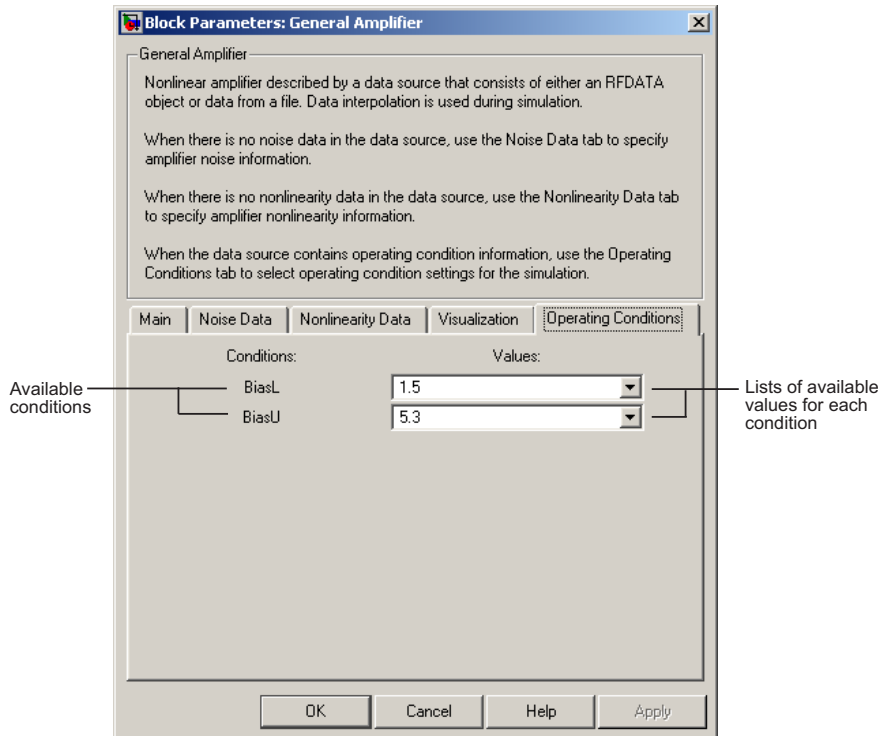 Block Parameters: General Amplifier
General Amplifier
Nonlinear amplifier described by a data source that consists of either an RFDATA
object or data from a file. Data interpolation is used during simulation.
When there is no noise data in the data source, use the Noise Data tab to specify
amplifier noise information.
When there is no nonlinearity data in the data source, use the Nonlinearity Data tab
to specify amplifier nonlinearity information.
When the data source contains operating condition information, use the Operating
Conditions tab to select operating condition settings for the simulation.
Main Noise Data Nonlinearity Data Visualization Operating Conditions
Conditions: Values:
Available
conditions
BiasL 1.5
BiasU 5.3
Lists of available
values for each
condition
OK Cancel Help Apply